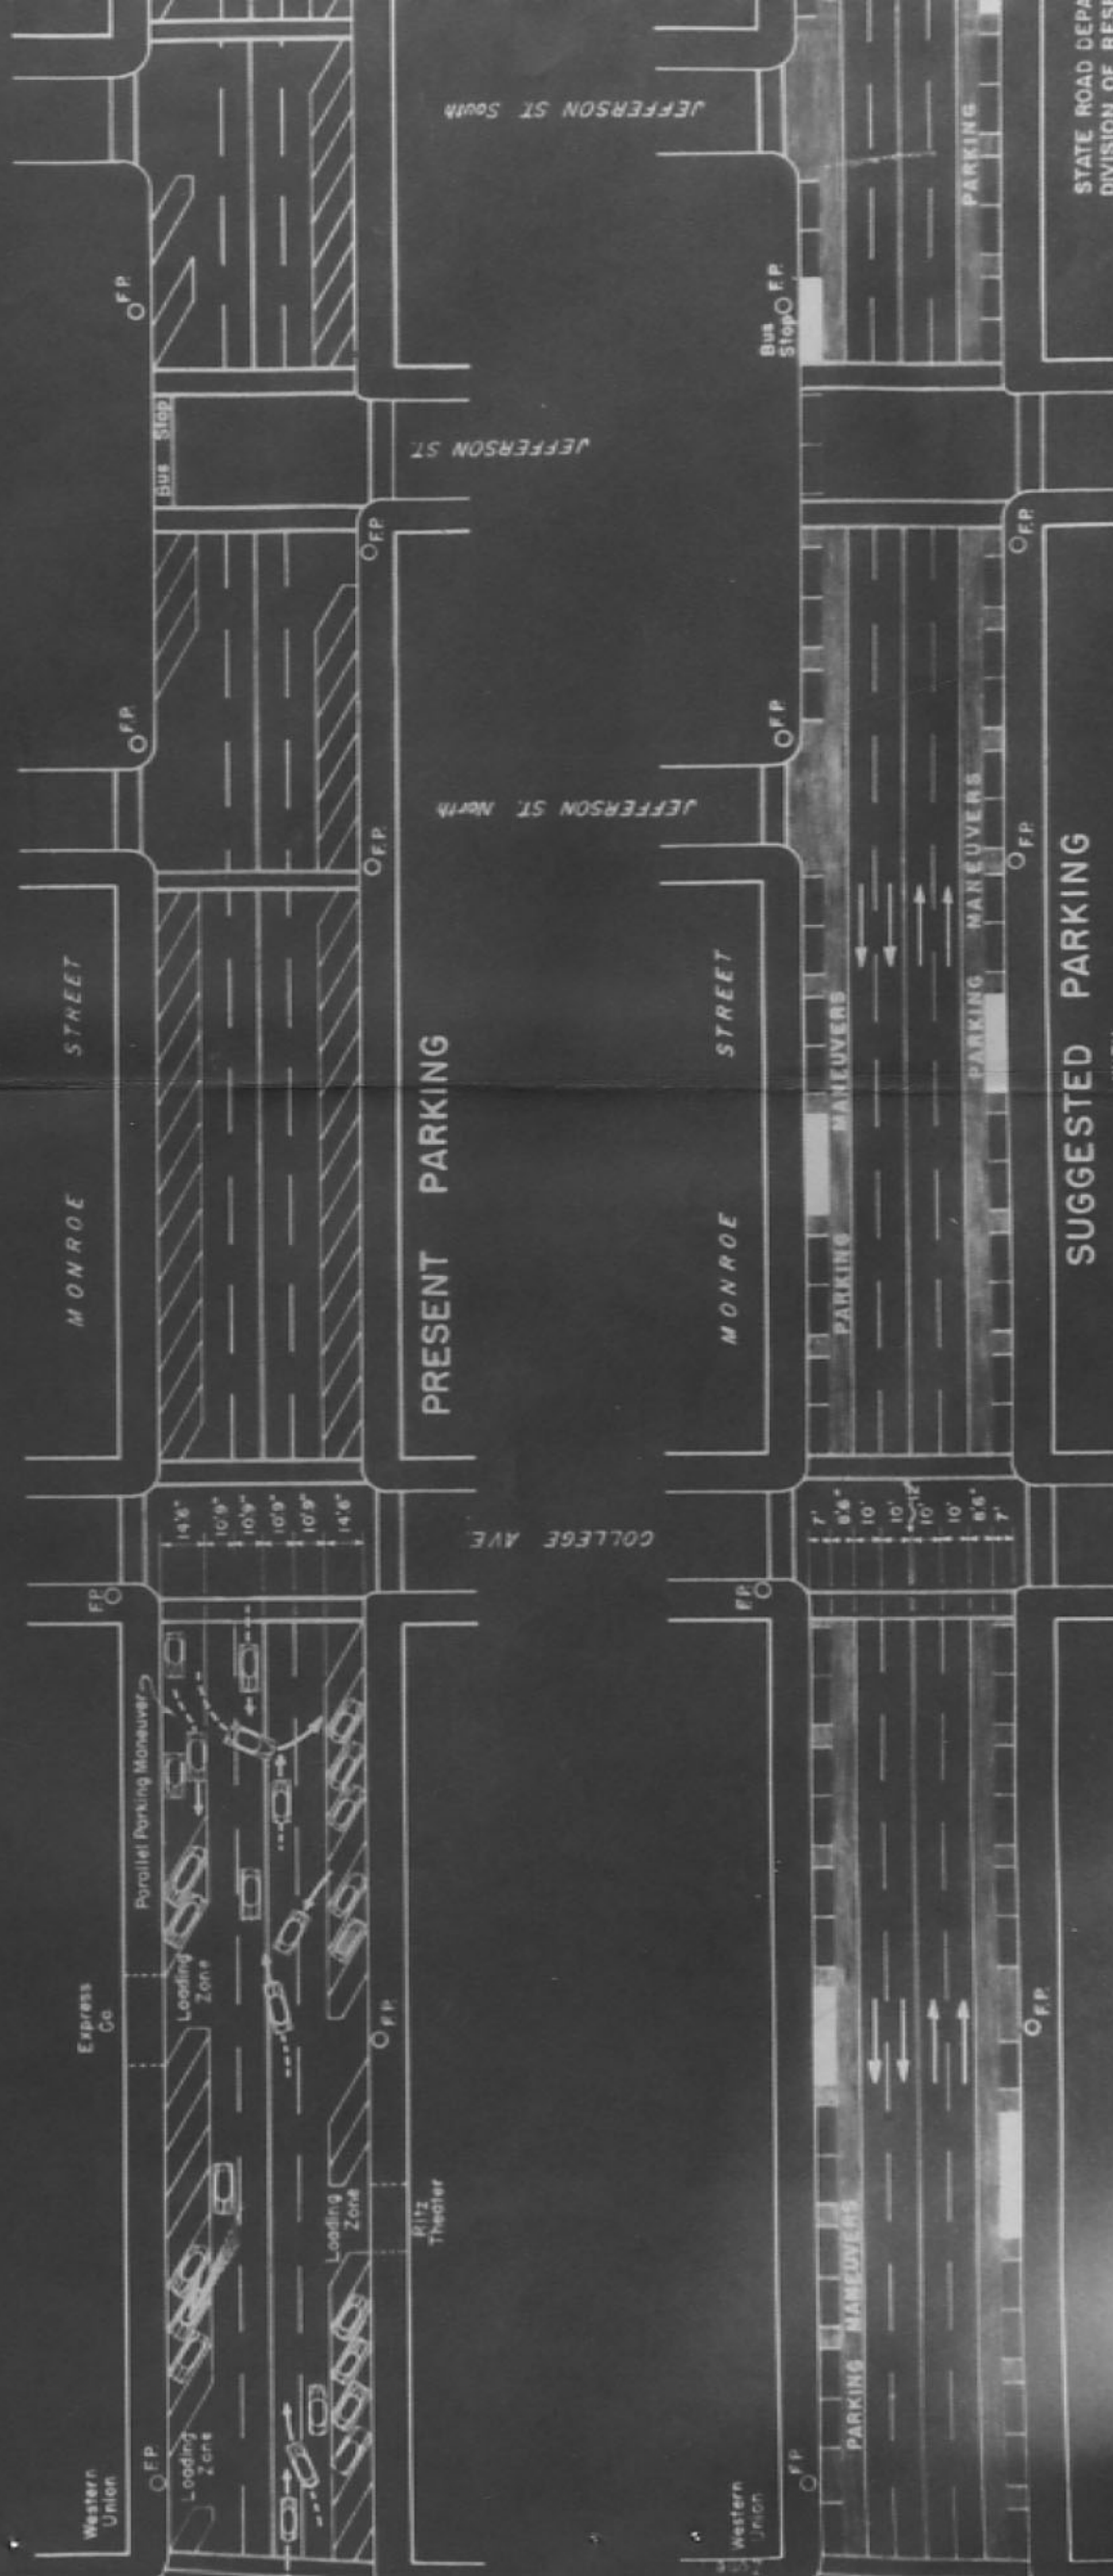 MONROE STREET
Western
Union
F.P.
Loading
Zone
Express
Co.
Loading
Zone
Parallel Parking Maneuver
F.P.
14'6"
10'9"
10'9"
10'9"
10'9"
14'6"
F.P.
Bus Stop
F.P.
Loading
Zone
Ritz
Theater
F.P.
F.P.
F.P.
PRESENT PARKING
COLLEGE AVE.
JEFFERSON ST. North
JEFFERSON ST.
JEFFERSON ST. South
MONROE STREET
Western
Union
F.P.
F.P.
F.P.
Bus
Stop
F.P.
PARKING MANEUVERS
PARKING MANEUVERS
7'
8'6"
10'
10'
12"
10'
10'
8'6"
7'
PARKING MANEUVERS
PARKING
F.P.
F.P.
F.P.
SUGGESTED PARKING
STATE ROAD DEPA
DIVISION OF RES